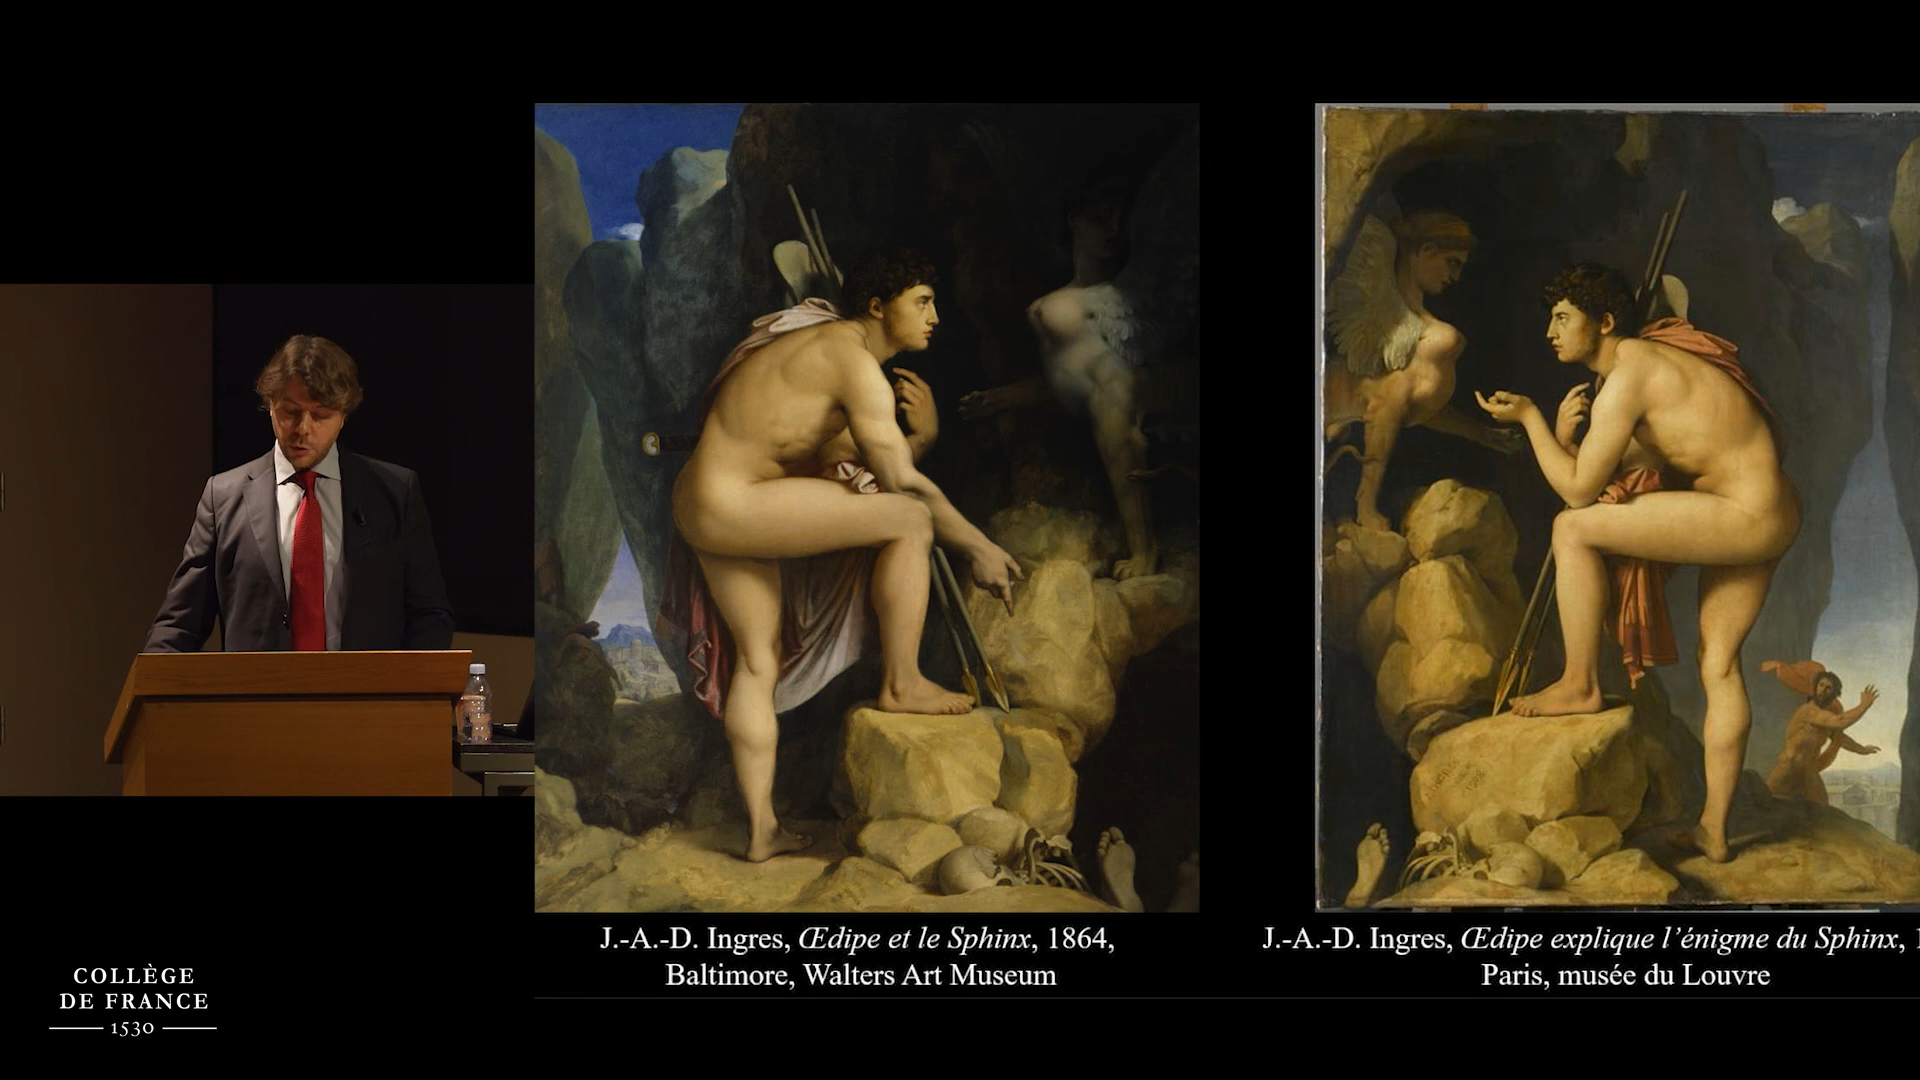 J.-A.-D. Ingres, Œdipe et le Sphinx, 1864,
Baltimore, Walters Art Museum
J.-A.-D. Ingres, Œdipe explique l’énigme du Sphinx, 1
Paris, musée du Louvre
COLLÈGE
DE FRANCE
1530